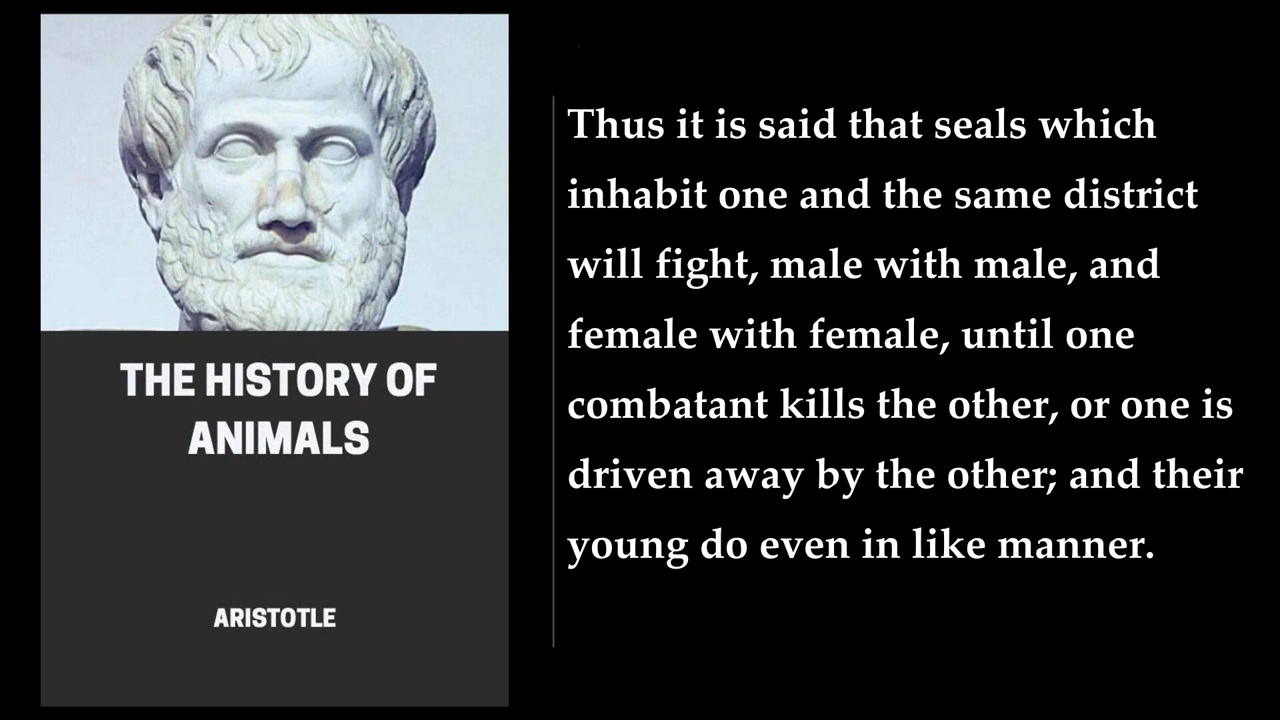 THE HISTORY OF
ANIMALS
ARISTOTLE
Thus it is said that seals which
inhabit one and the same district
will fight, male with male, and
female with female, until one
combatant kills the other, or one is
driven away by the other; and their
young do even in like manner.